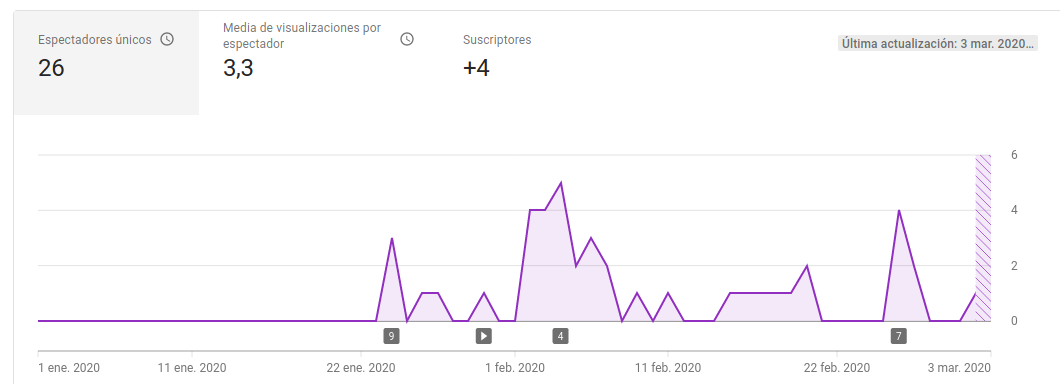 Espectadores únicos
26
Media de visualizaciones por
espectador
3,3
Suscriptores
+4
Última actualización: 3 mar. 2020…
6
4
2
0
9
4
7
1 ene. 2020
11 ene. 2020
22 ene. 2020
1 feb. 2020
11 feb. 2020
22 feb. 2020
3 mar. 2020